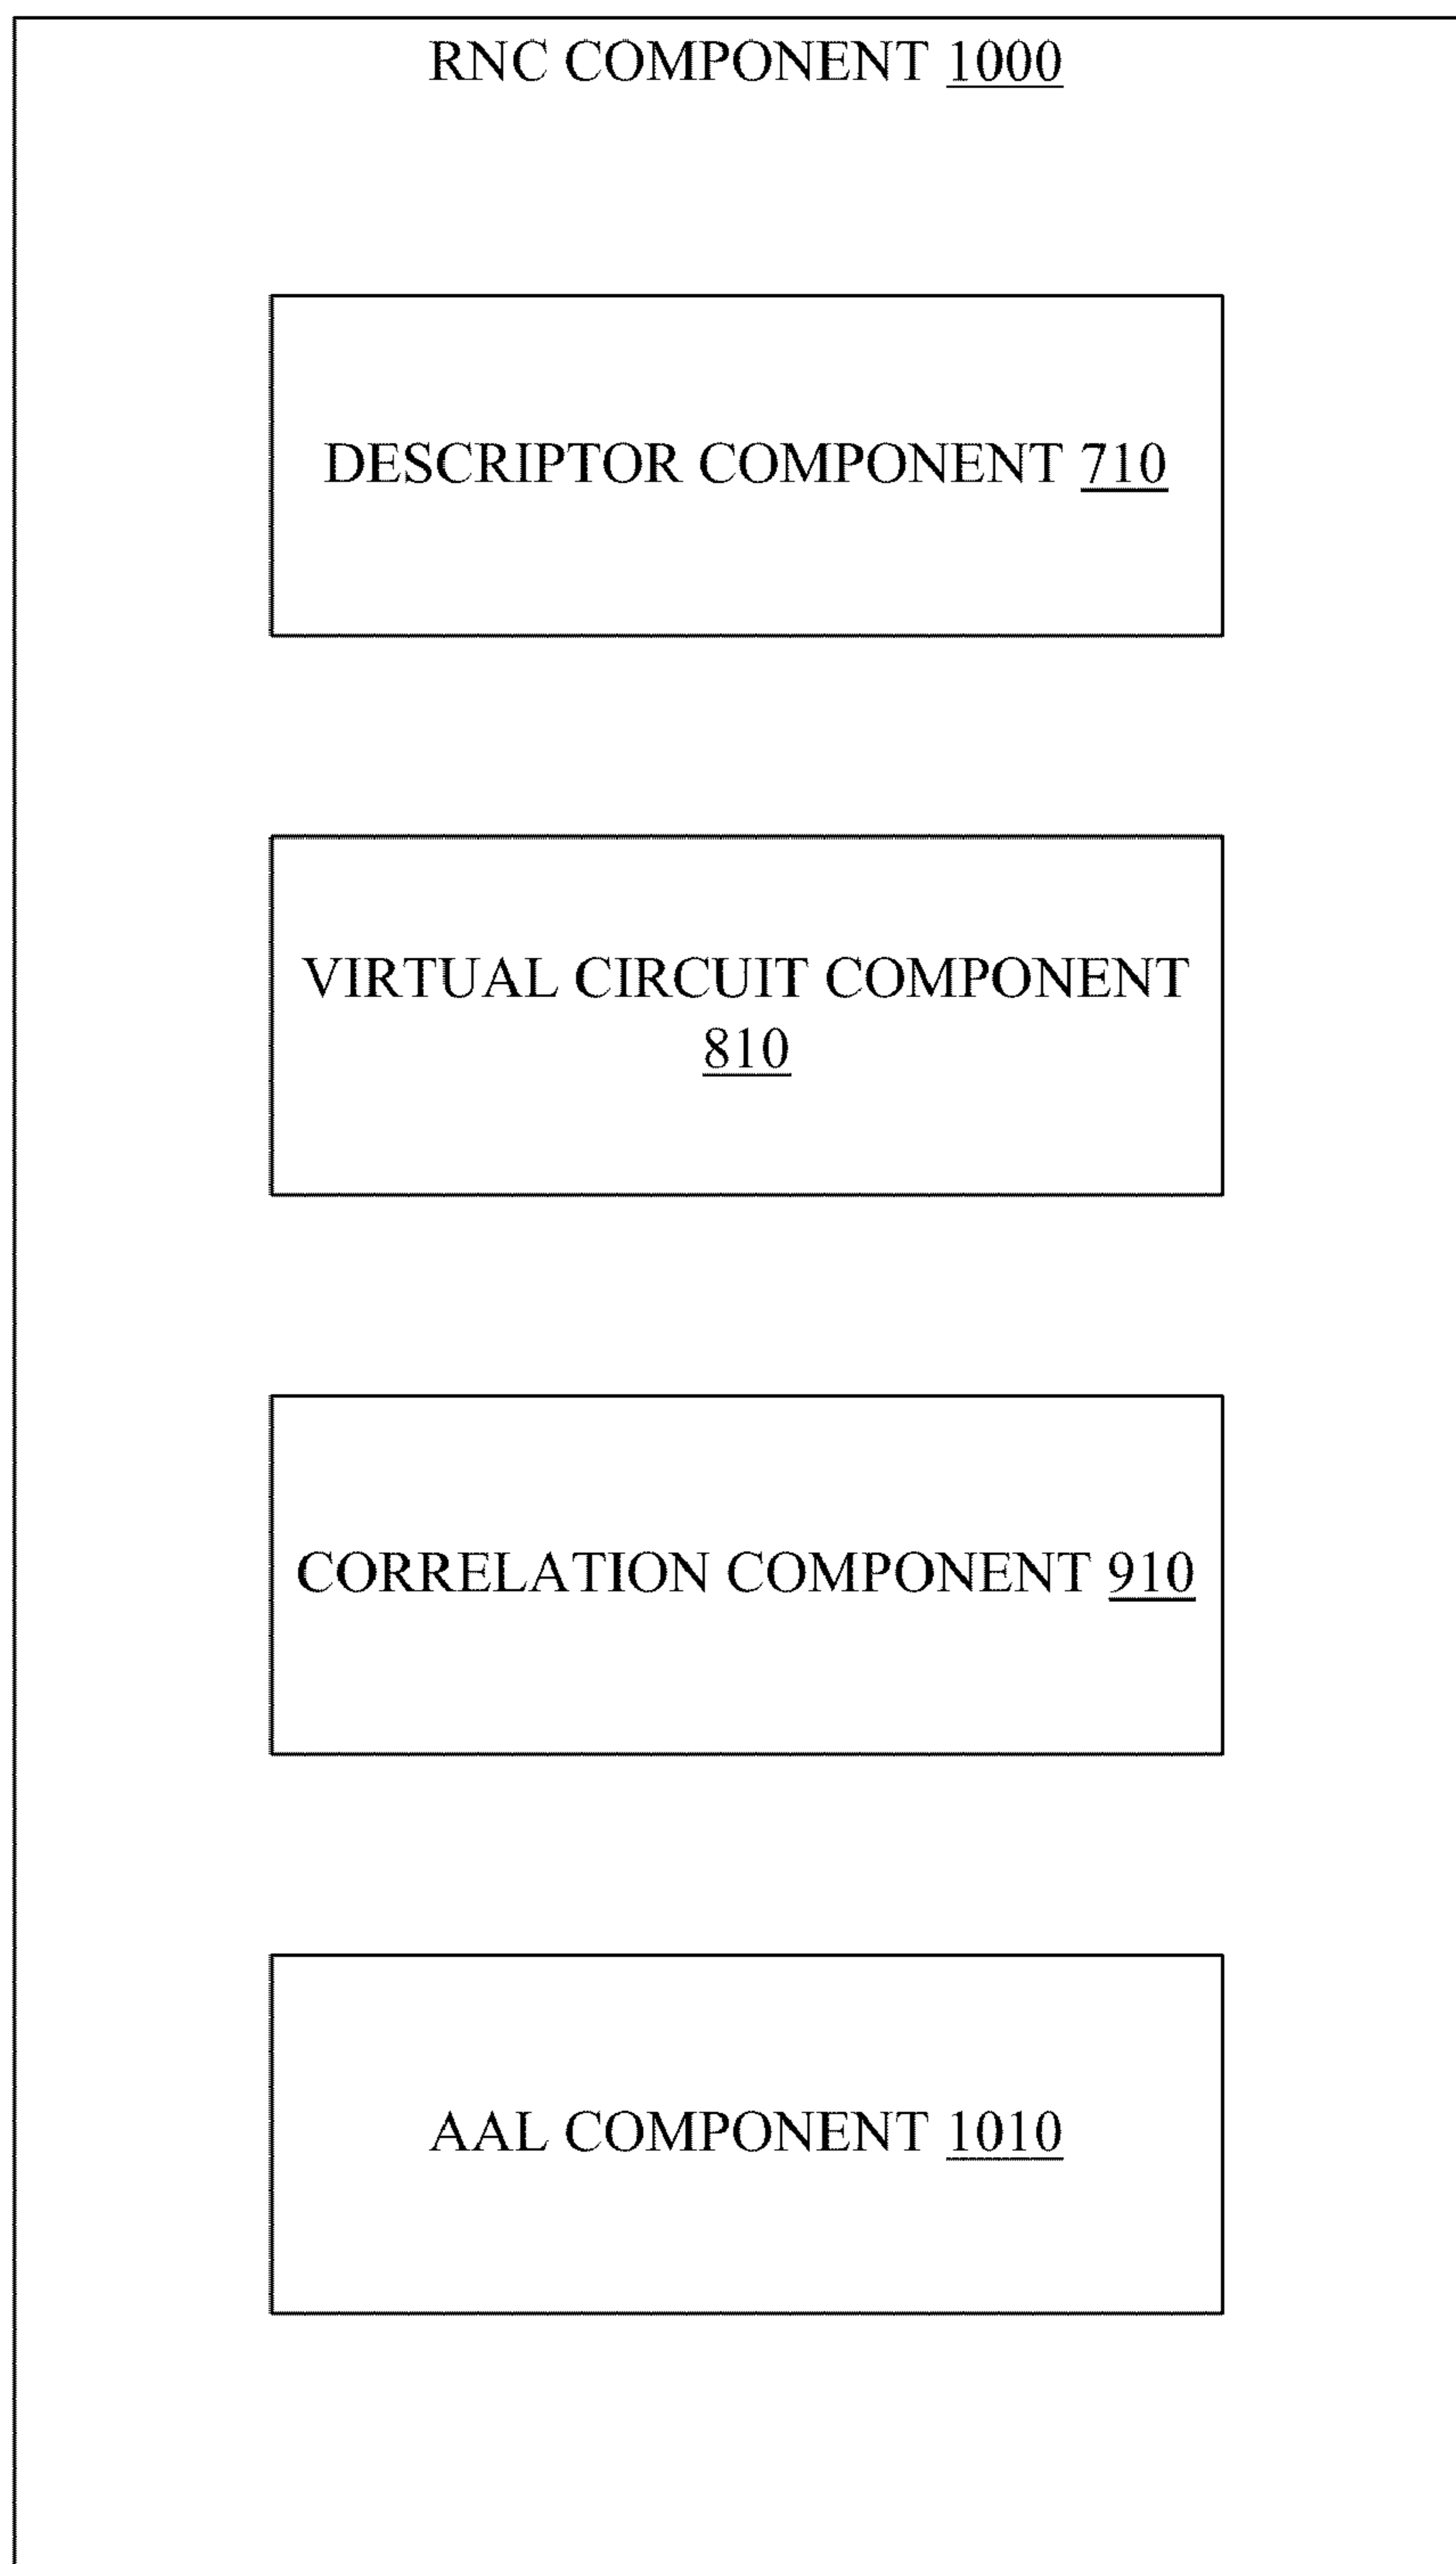 RNC COMPONENT 1000
DESCRIPTOR COMPONENT 710
VIRTUAL CIRCUIT COMPONENT
810
CORRELATION COMPONENT 910
AAL COMPONENT 1010